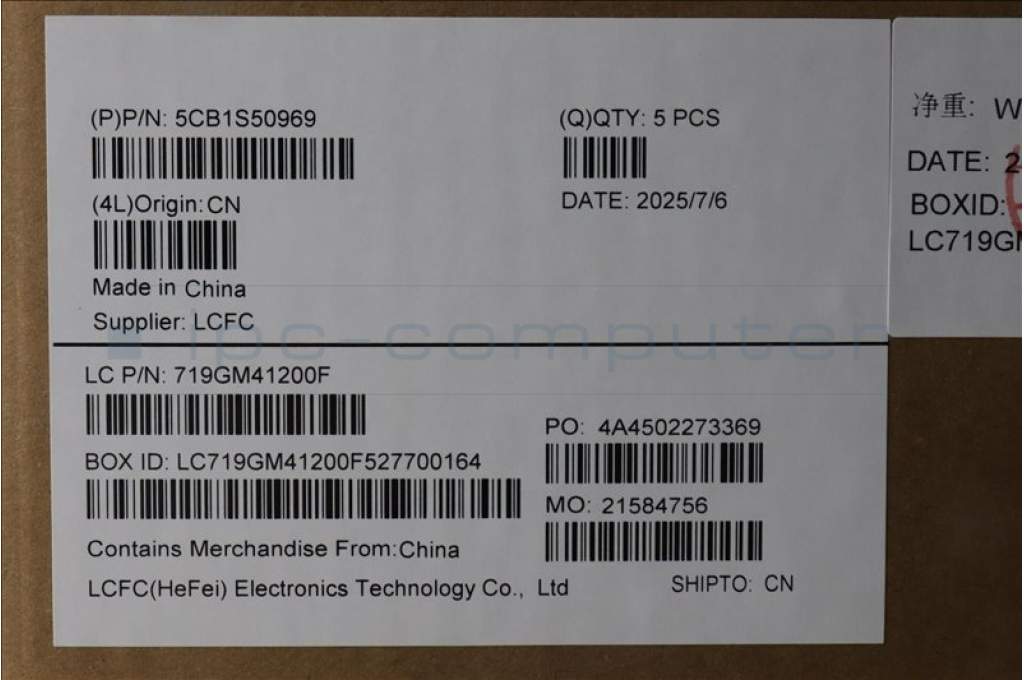 (P)P/N: 5CB1S50969
(Q)QTY: 5 PCS
(4L)Origin: CN
DATE: 2025/7/6
Made in China
Supplier: LCFC
ipc-computer
LC P/N: 719GM41200F
PO: 4A4502273369
BOX ID: LC719GM41200F527700164
MO: 21584756
Contains Merchandise From:China
LCFC(HeFei) Electronics Technology Co., Ltd
SHIPTO: CN
净重:
DATE:
BOXID: